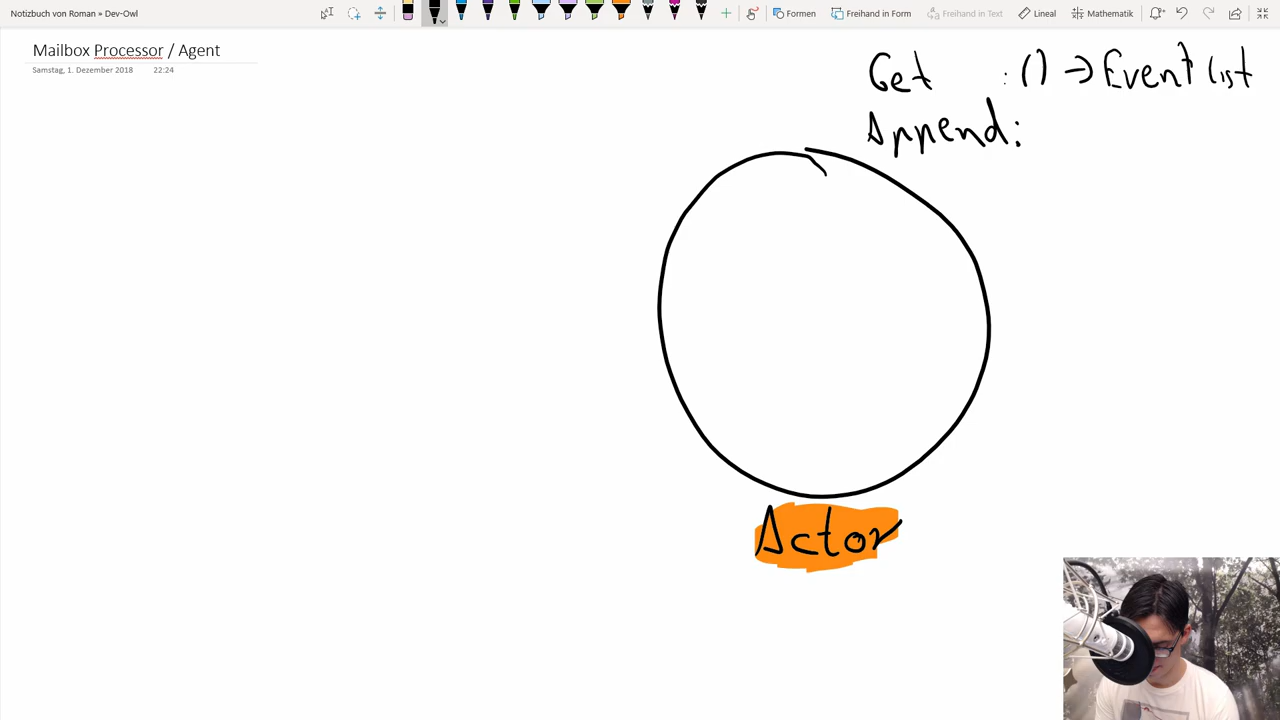 Notizbuch von Roman » Dev-Owl
Formen
Freihand in Form
Freihand in Text
Lineal
Mathematik
Mailbox Processor / Agent
Samstag, 1. Dezember 2018 22:24
Get : () → Event list
Append:
Actor